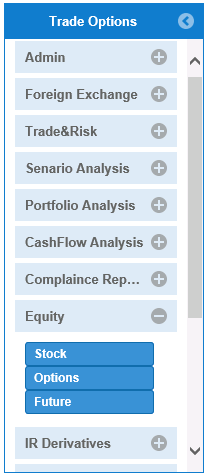 Trade Options
Admin
Foreign Exchange
Trade&Risk
Senario Analysis
Portfolio Analysis
CashFlow Analysis
Complaince Rep...
Equity
Stock
Options
Future
IR Derivatives